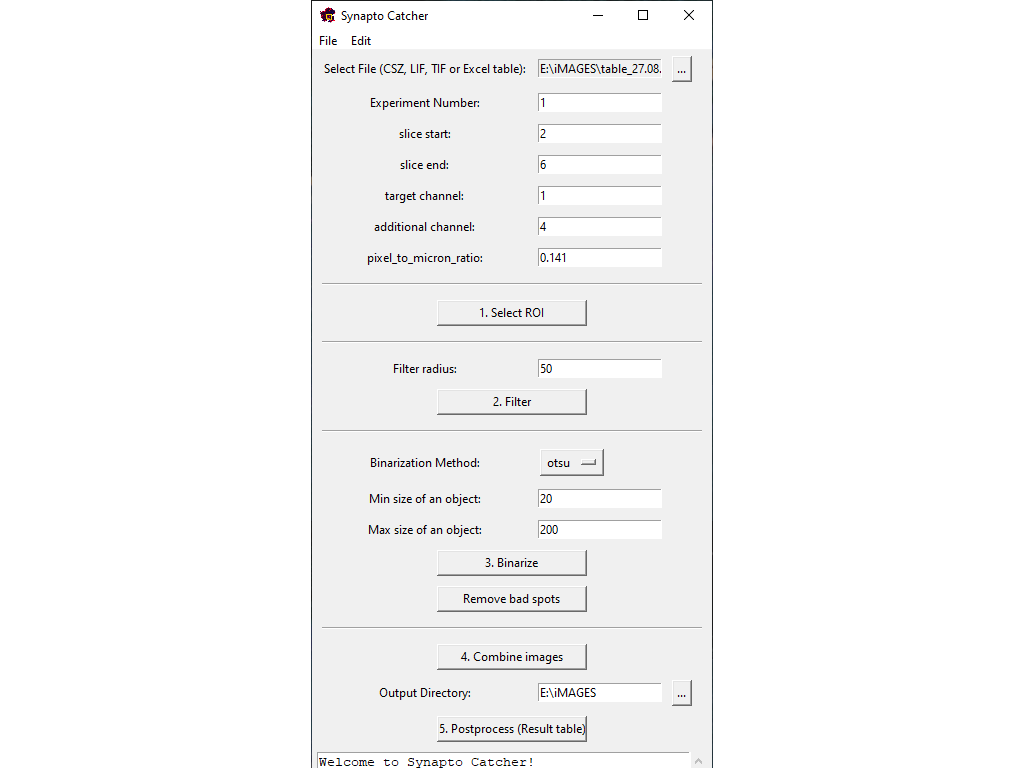 Synapto Catcher
File Edit
Select File (CSZ, LIF, TIF or Excel table): E:\iMAGES\table_27.08. ...
Experiment Number: 1
slice start: 2
slice end: 6
target channel: 1
additional channel: 4
pixel_to_micron_ratio: 0.141
1. Select ROI
Filter radius: 50
2. Filter
Binarization Method: otsu
Min size of an object: 20
Max size of an object: 200
3. Binarize
Remove bad spots
4. Combine images
Output Directory: E:\iMAGES ...
5. Postprocess (Result table)
Welcome to Synapto Catcher!